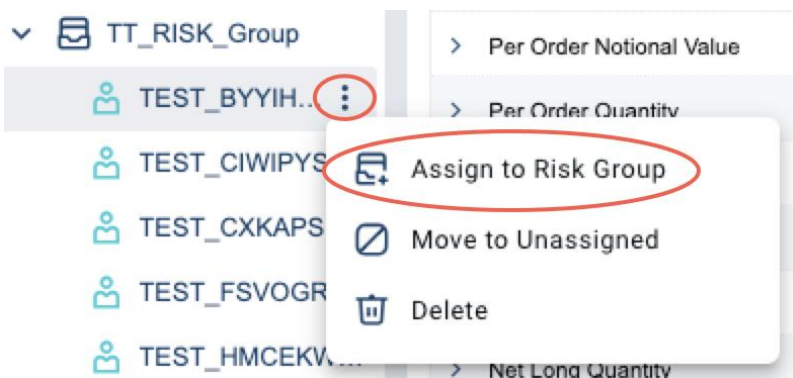 TT_RISK_Group
TEST_BYYIH...
TEST_CIWIPYS
TEST_CXKAPS
TEST_FSVOGR
TEST_HMCEKW...
Per Order Notional Value
Per Order Quantity
Assign to Risk Group
Move to Unassigned
Delete
Net Long Quantity